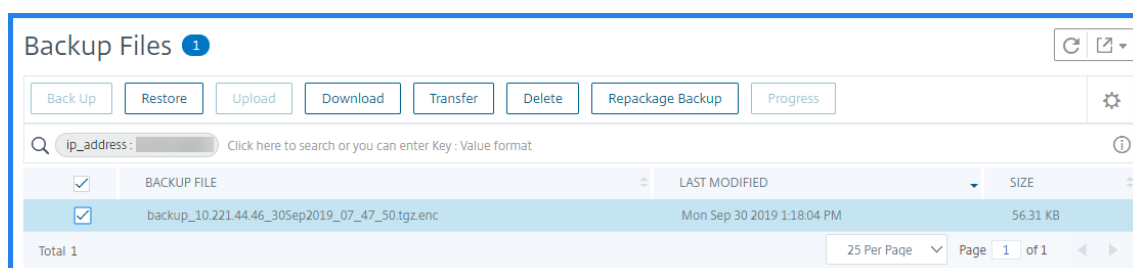 Backup Files 1
Back Up Restore Upload Download Transfer Delete Repackage Backup Progress
ip_address : Click here to search or you can enter Key : Value format
BACKUP FILE LAST MODIFIED SIZE
backup_10.221.44.46_30Sep2019_07_47_50.tgz.enc Mon Sep 30 2019 1:18:04 PM 56.31 KB
Total 1 25 Per Page Page 1 of 1